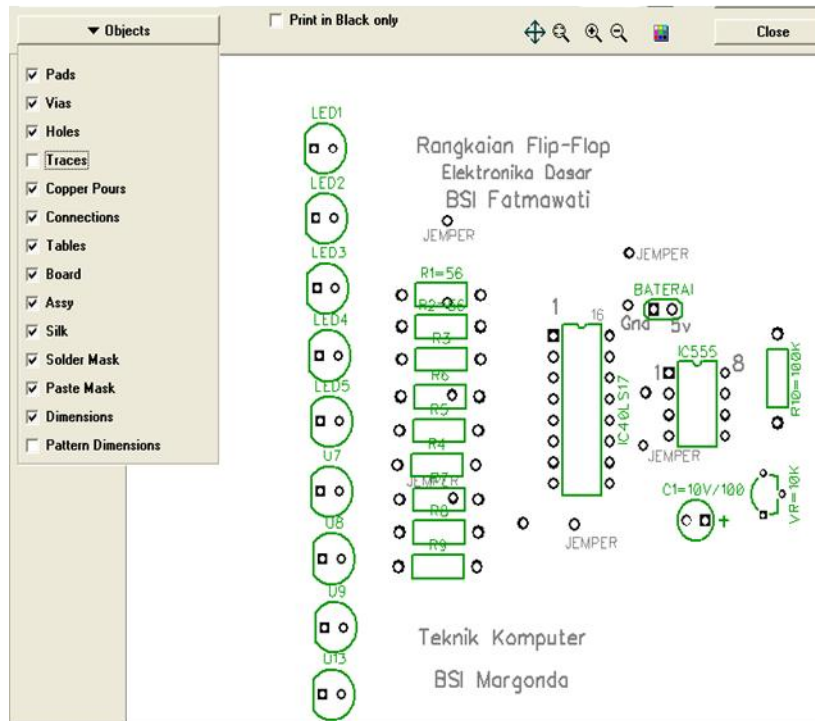 Objects
Print in Black only
Close
Pads
Vias
Holes
Traces
Copper Pours
Connections
Tables
Board
Assy
Silk
Solder Mask
Paste Mask
Dimensions
Pattern Dimensions
LED1
LED2
LED3
LED4
LED5
U7
U8
U9
U13
Rangkaian Flip-Flop
Elektronika Dasar
BSI Fatmawati
JEMPER
R1=56
R2=56
R3
R6
R5
R4
JEMPER
R7
R8
R9
1
16
IC40LS17
JEMPER
BATERAI
Gnd 5v
IC555
1
8
R10=100K
JEMPER
C1=10V/100
+
VR=10K
JEMPER
Teknik Komputer
BSI Margonda